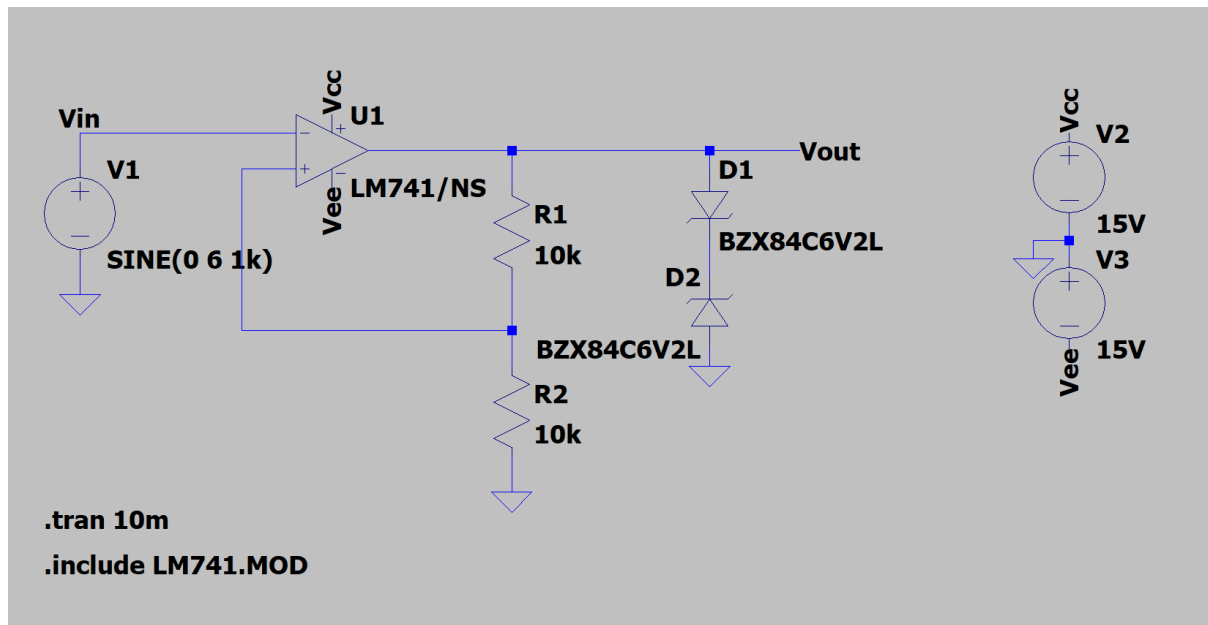 Vin
V1
SINE(0 6 1k)
Vcc
U1
LM741/NS
Vee
R1
10k
R2
10k
D1
BZX84C6V2L
D2
BZX84C6V2L
Vout
Vcc
V2
15V
V3
15V
Vee
.tran 10m
.include LM741.MOD